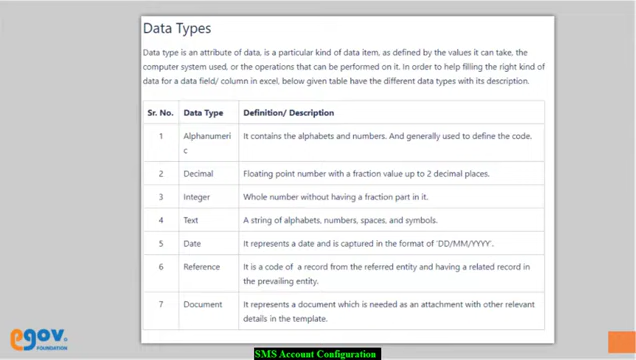 Data Types
Data type is an attribute of data, is a particular kind of data item, as defined by the values it can take, the
computer system used, or the operations that can be performed on it. In order to help filling the right kind of
data for a data field/ column in excel, below given table have the different data types with its description.
Sr. No. Data Type Definition/ Description
1 Alphanumeri
c It contains the alphabets and numbers. And generally used to define the code.
2 Decimal Floating point number with a fraction value up to 2 decimal places.
3 Integer Whole number without having a fraction part in it.
4 Text A string of alphabets, numbers, spaces, and symbols.
5 Date It represents a date and is captured in the format of 'DD/MM/YYYY'.
6 Reference It is a code of a record from the referred entity and having a related record in
the prevailing entity.
7 Document It represents a document which is needed as an attachment with other relevant
details in the template.
egov
FOUNDATION
SMS Account Configuration